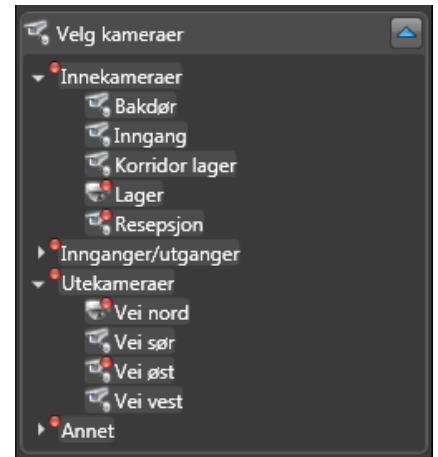 Velg kameraer
Innekameraer
Bakdør
Inngang
Korridor lager
Lager
Resepsjon
Innganger/utganger
Utekameraer
Vei nord
Vei sør
Vei øst
Vei vest
Annet